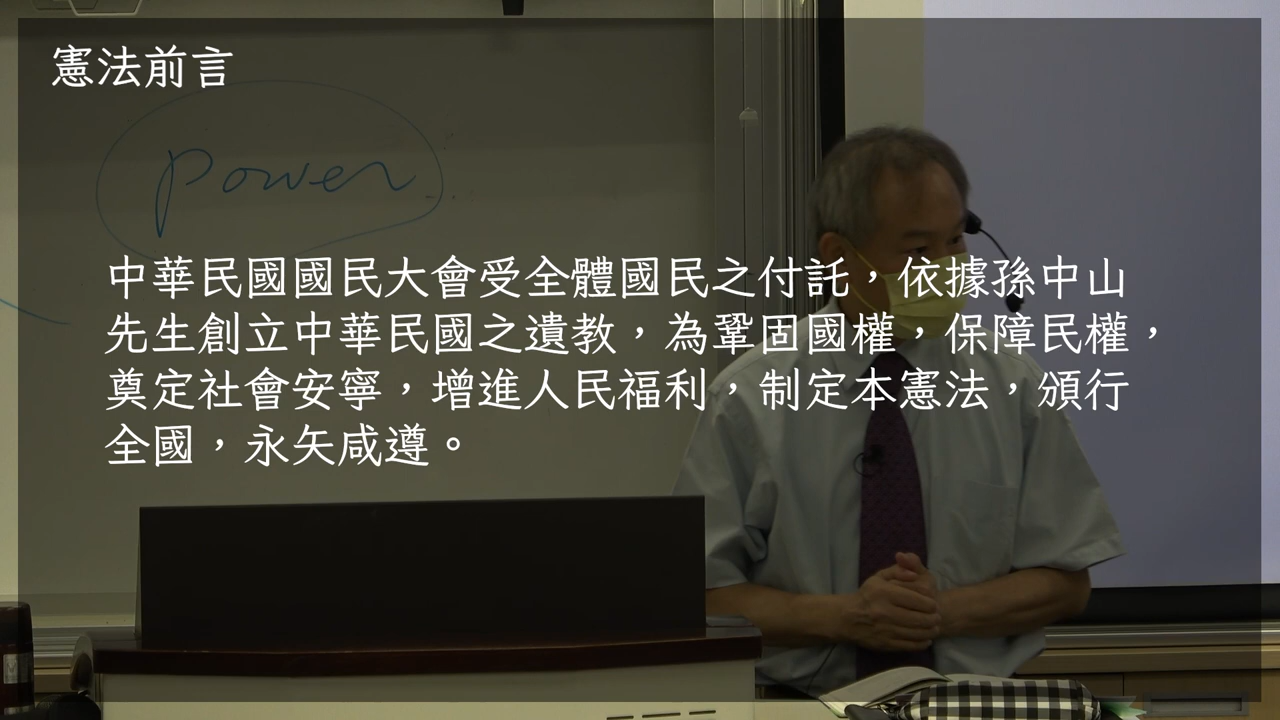 憲法前言
power
中華民國國民大會受全體國民之付託，依據孫中山
先生創立中華民國之遺教，為鞏固國權，保障民權，
奠定社會安寧，增進人民福利，制定本憲法，頒行
全國，永矢咸遵。